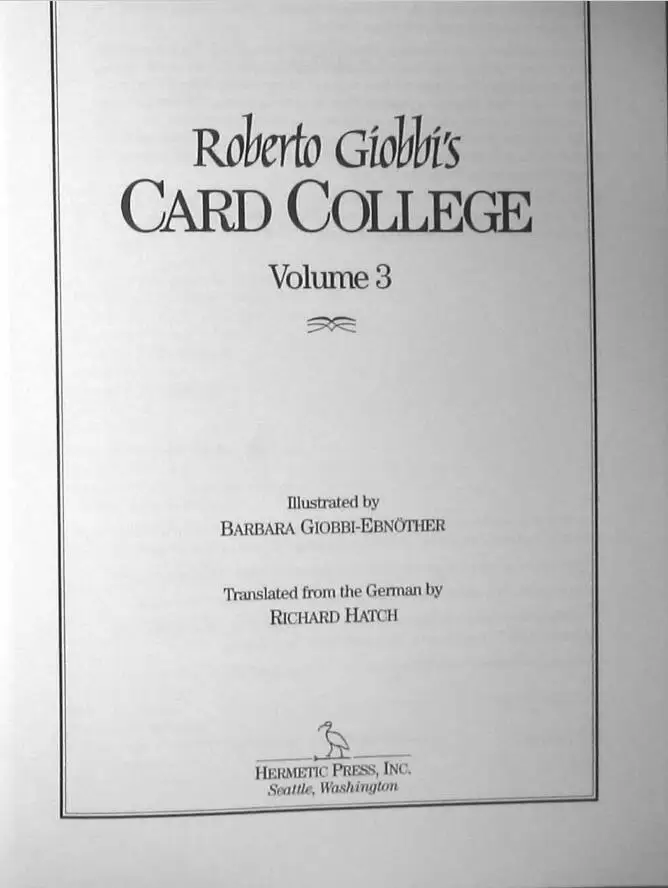 Roberto Giobbi's
CARD COLLEGE
Volume 3
Illustrated by
BARBARA GIOBBI-EBNÖTHER
Translated from the German by
RICHARD HATCH
HERMETIC PRESS, INC.
Seattle, Washington